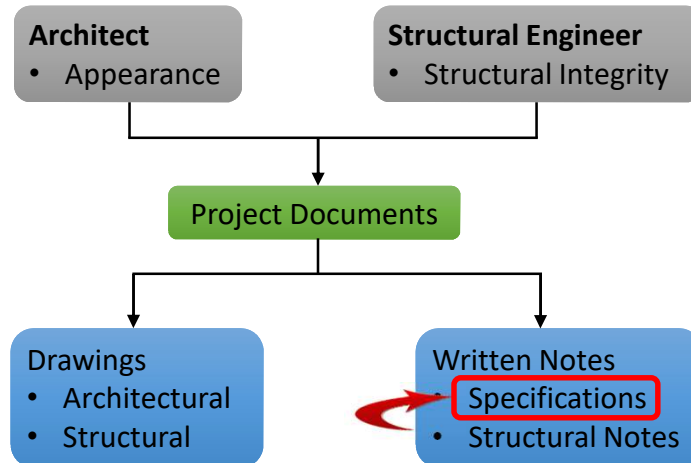 Architect
• Appearance
Structural Engineer
• Structural Integrity
Project Documents
Drawings
• Architectural
• Structural
Written Notes
• Specifications
• Structural Notes